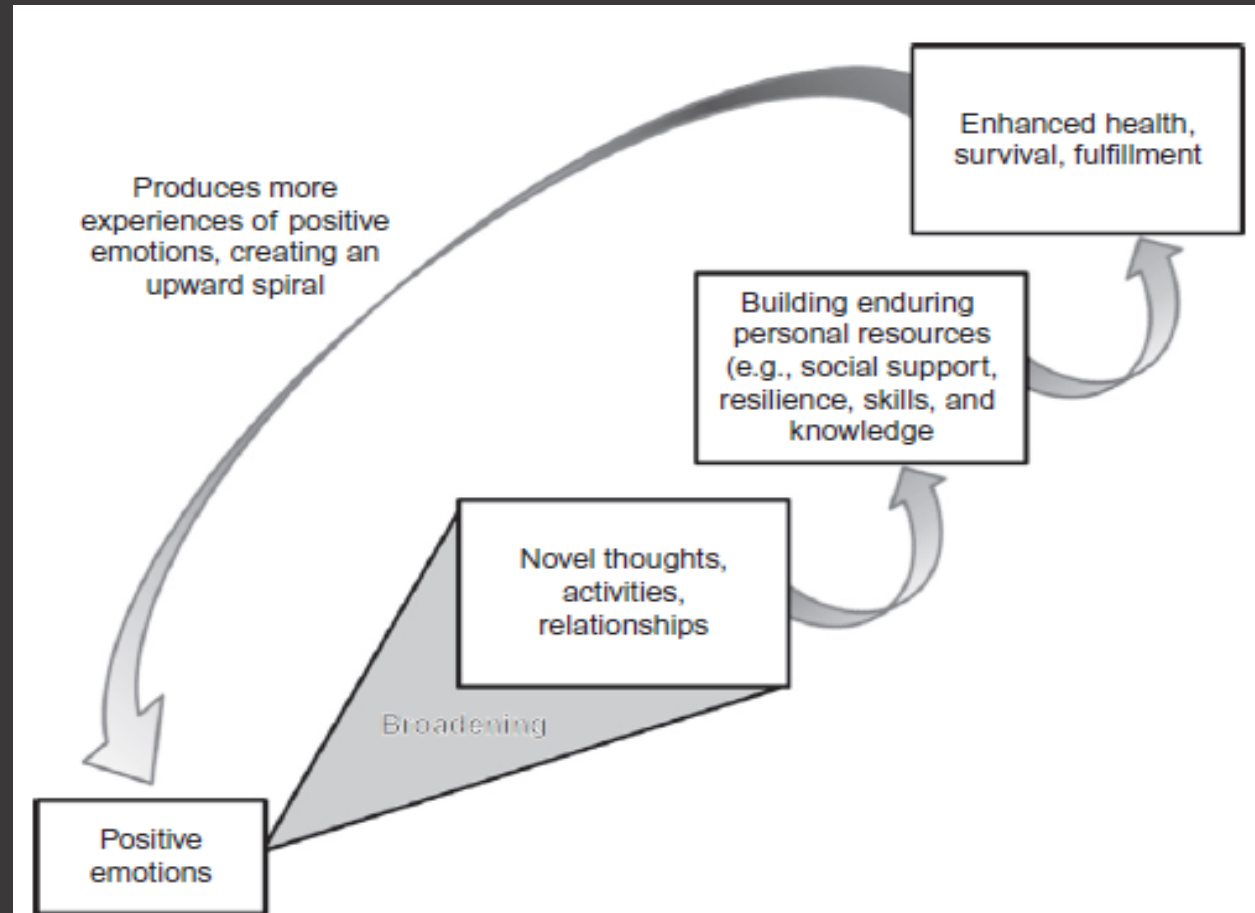 Enhanced health,
survival, fulfillment
Produces more
experiences of positive
emotions, creating an
upward spiral
Building enduring
personal resources
(e.g., social support,
resilience, skills, and
knowledge
Novel thoughts,
activities,
relationships
Broadening
Positive
emotions